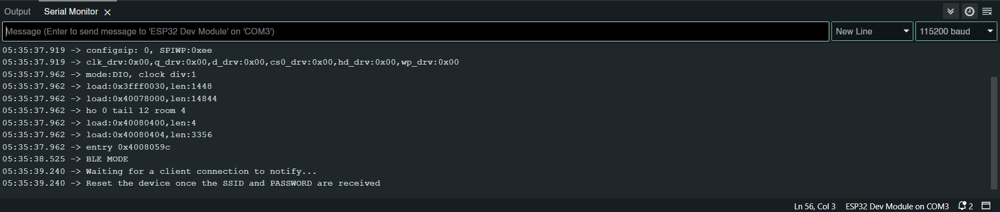 Output Serial Monitor
Message (Enter to send message to 'ESP32 Dev Module' on 'COM3') New Line 115200 baud
05:35:37.919 -> configsip: 0, SPIWP:0xee
05:35:37.919 -> clk_drv:0x00,q_drv:0x00,d_drv:0x00,cs0_drv:0x00,hd_drv:0x00,wp_drv:0x00
05:35:37.962 -> mode:DIO, clock div:1
05:35:37.962 -> load:0x3fff0030,len:1448
05:35:37.962 -> load:0x40078000,len:14844
05:35:37.962 -> ho 0 tail 12 room 4
05:35:37.962 -> load:0x40080400,len:4
05:35:37.962 -> load:0x40080404,len:3356
05:35:37.962 -> entry 0x4008059c
05:35:38.525 -> BLE MODE
05:35:39.240 -> Waiting for a client connection to notify...
05:35:39.240 -> Reset the device once the SSID and PASSWORD are received
Ln 56, Col 3 ESP32 Dev Module on COM3 2